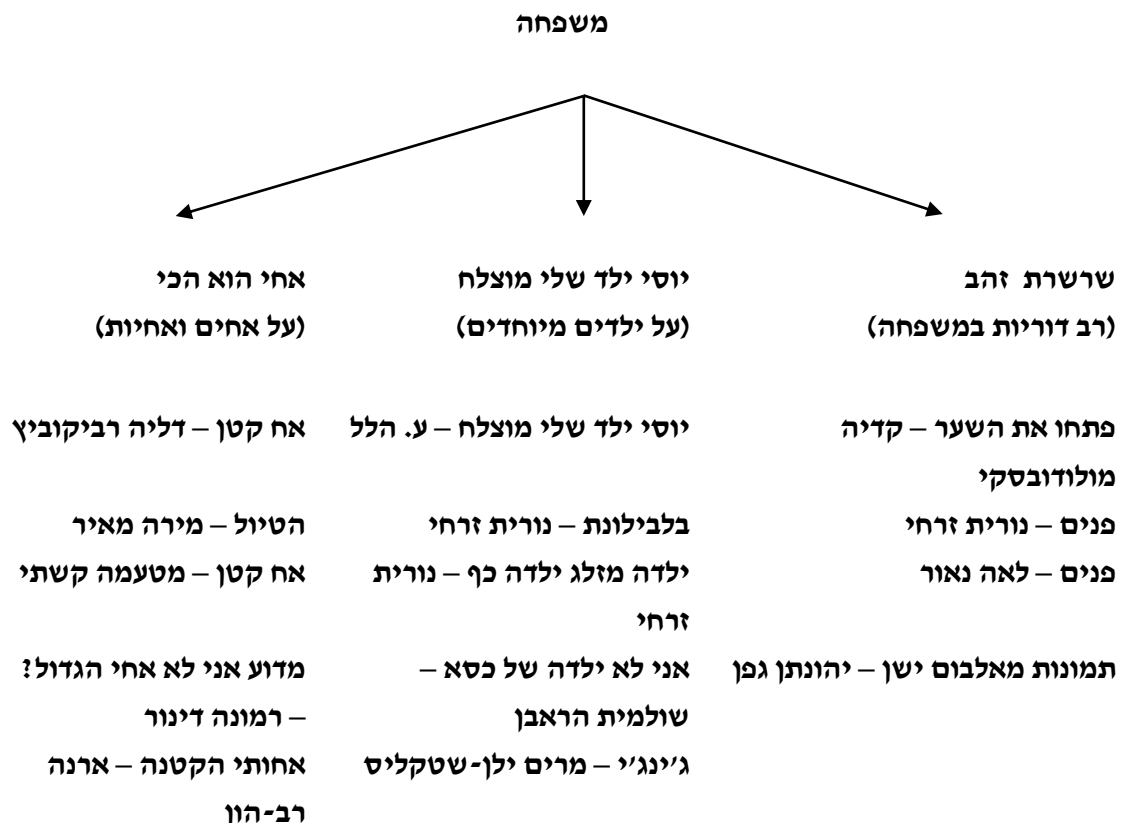 משפחה
שרשרת זהב
(רב דוריות במשפחה)
פתחו את השער – קדיה
מולודובסקי
פנים – נורית זרחי
פנים – לאה נאור
תמונות מאלבום ישן – יהונתן גפן
יוסי ילד שלי מוצלח
(על ילדים מיוחדים)
יוסי ילד שלי מוצלח – ע. הלל
בלבילונת – נורית זרחי
ילדה מזלג ילדה כף – נורית
זרחי
אני לא ילדה של כסא –
שולמית הראבן
ג'ינג'י – מרים ילן-שטקליס
אחי הוא הכי
(על אחים ואחיות)
אח קטן – דליה רביקוביץ
הטיול – מירה מאיר
אח קטן – מטעמה קשתי
מדוע אני לא אחי הגדול?
– רמונה דינור
אחותי הקטנה – ארנה
רב-הון